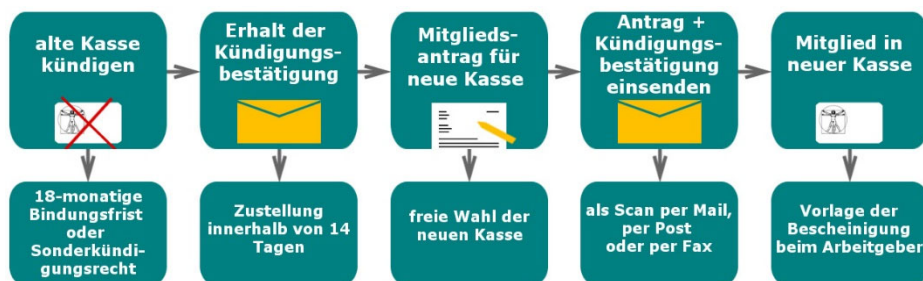 alte Kasse
kündigen
Erhalt der
Kündigungs-
bestätigung
Mitglieds-
antrag für
neue Kasse
Antrag +
Kündigungs-
bestätigung
einsenden
Mitglied in
neuer Kasse
18-monatige
Bindungsfrist
oder
Sonderkündi-
gungsrecht
Zustellung
innerhalb von 14
Tagen
freie Wahl der
neuen Kasse
als Scan per Mail,
per Post
oder per Fax
Vorlage der
Bescheinigung
beim Arbeitgeber